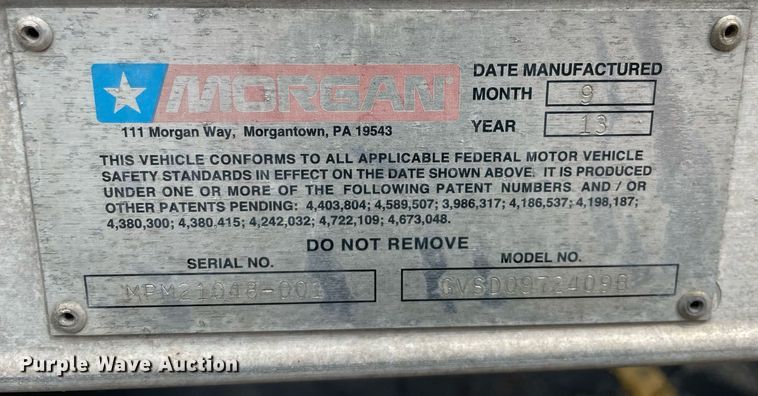 MORGAN
111 Morgan Way, Morgantown, PA 19543
DATE MANUFACTURED
MONTH 9
YEAR 13
THIS VEHICLE CONFORMS TO ALL APPLICABLE FEDERAL MOTOR VEHICLE
SAFETY STANDARDS IN EFFECT ON THE DATE SHOWN ABOVE. IT IS PRODUCED
UNDER ONE OR MORE OF THE FOLLOWING PATENT NUMBERS AND / OR
OTHER PATENTS PENDING: 4,403,804; 4,589,507; 3,986,317; 4,186,537; 4,198,187;
4,380,300; 4,380.415; 4,242,032; 4,722,109; 4,673,048.
DO NOT REMOVE
SERIAL NO. MODEL NO.
MPM21048-001
Purple Wave Auction